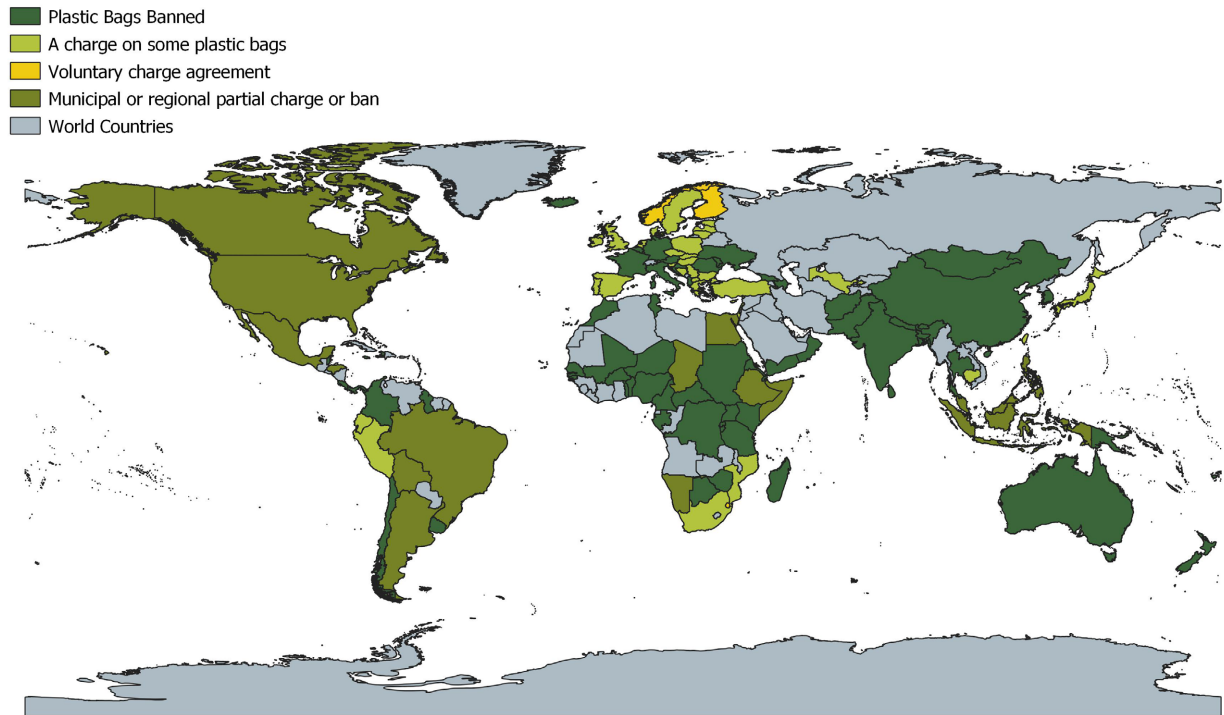 Plastic Bags Banned
A charge on some plastic bags
Voluntary charge agreement
Municipal or regional partial charge or ban
World Countries